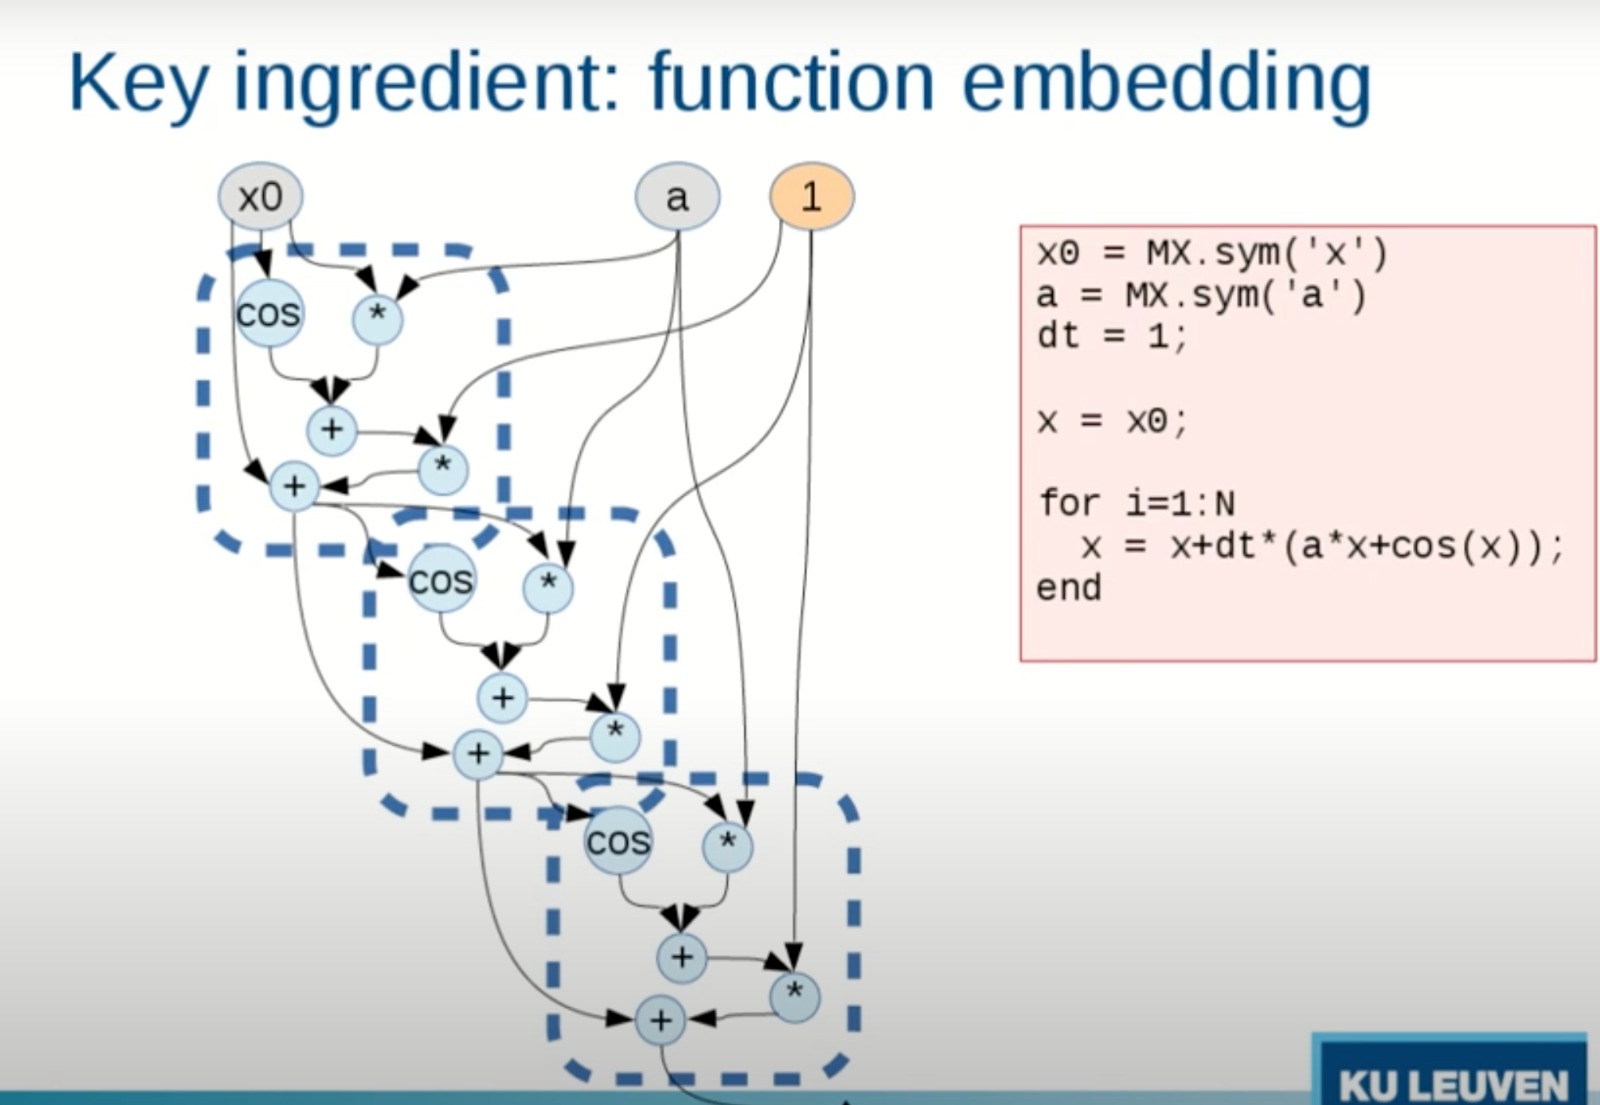 Key ingredient: function embedding
x0
a
1
cos
*
+
*
+
cos
*
+
*
+
cos
*
+
*
+
x0 = MX.sym('x')
a = MX.sym('a')
dt = 1;
x = x0;
for i=1:N
x = x+dt*(a*x+cos(x));
end
KU LEUVEN